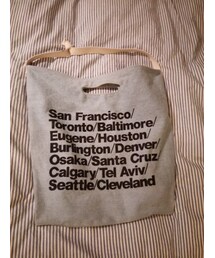 San Francisco/
Toronto/Baltimore/
Eugene/Houston/
Burlington/Denver/
Osaka/Santa Cruz/
Calgary/Tel Aviv/
Seattle/Cleveland